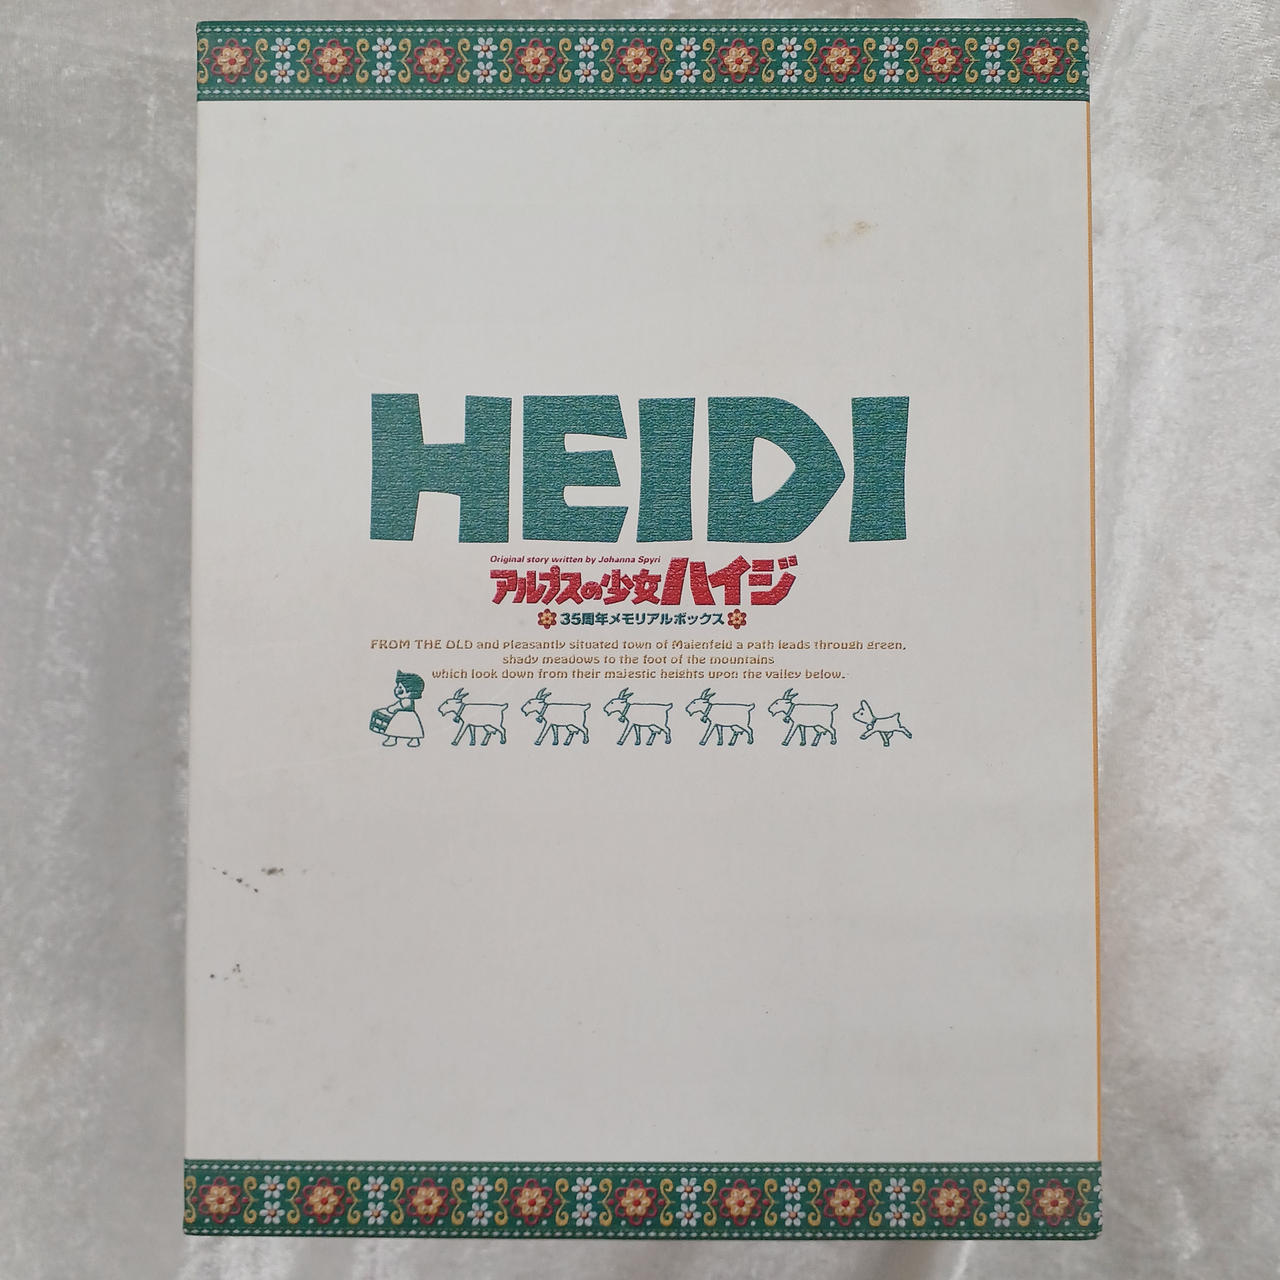 HEIDI
Original story written by Johanna Spyri
アルプスの少女ハイジ
35周年メモリアルボックス
FROM THE OLD and pleasantly situated town of Maienfeld a path leads through green,
shady meadows to the foot of the mountains
which look down from their majestic heights upon the valley below.